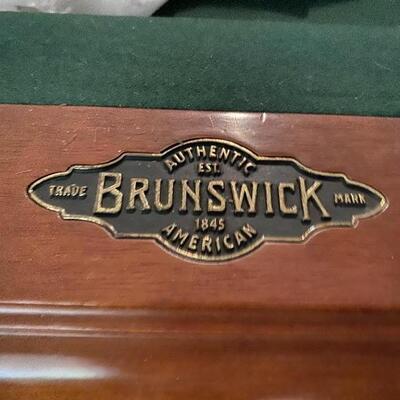 AUTHENTIC
EST.
TRADE BRUNSWICK MARK
1845
AMERICAN